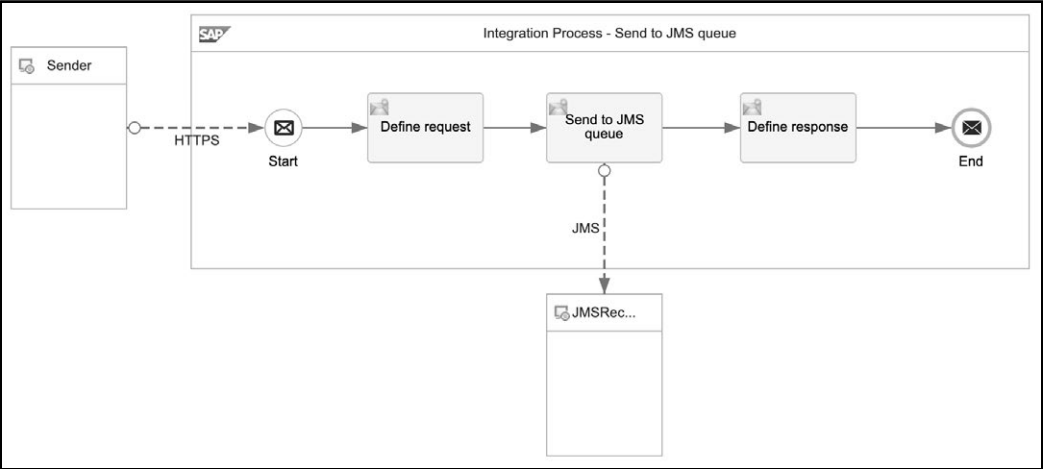 SAP
Integration Process - Send to JMS queue
Sender
HTTPS
Start
Define request
Send to JMS
queue
Define response
End
JMS
JMSRec...